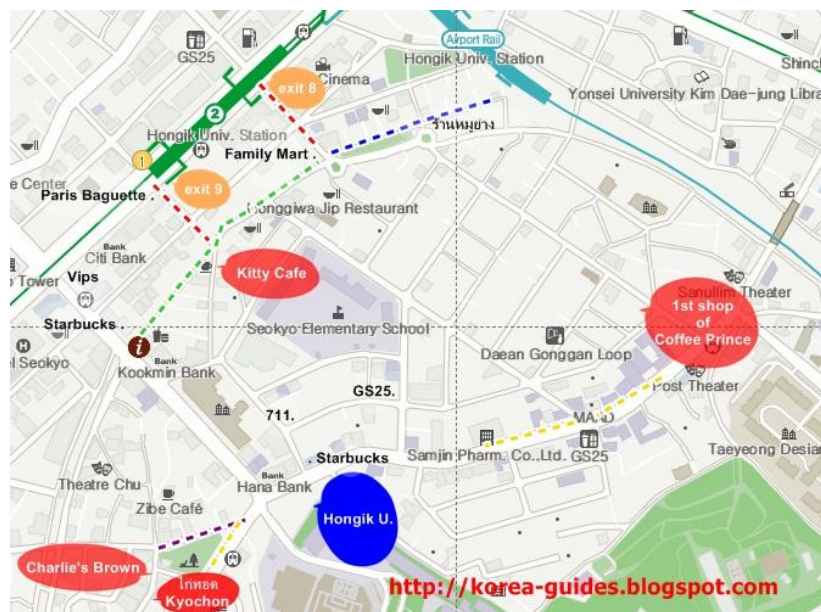 Airport Rail
Hongik Univ. Station
GS25
Cinema
exit 8
Shinch
Yonsei University Kim Dae-jung Libra
2
ร้านหมูย่าง
Hongik Univ. Station
Family Mart .
1
Center
Paris Baguette .
exit 9
Honggiwa Jip Restaurant
Bank
Citi Bank
Kitty Cafe
Tower
Vips
Sanullim Theater
1st shop
of
Coffee Prince
Starbucks .
Seokyo Elementary School
i
H
el Seokyo
Bank
Kookmin Bank
Daean Gonggan Loop
Post Theater
GS25.
711.
. Starbucks
Samjin Pharm. Co.,Ltd.
GS25
Taeyeong Desian
Theatre Chu
Bank
Hana Bank
Zibe Café
Hongik U.
Charlie's Brown
ไก่ทอด
Kyochon
http://korea-guides.blogspot.com